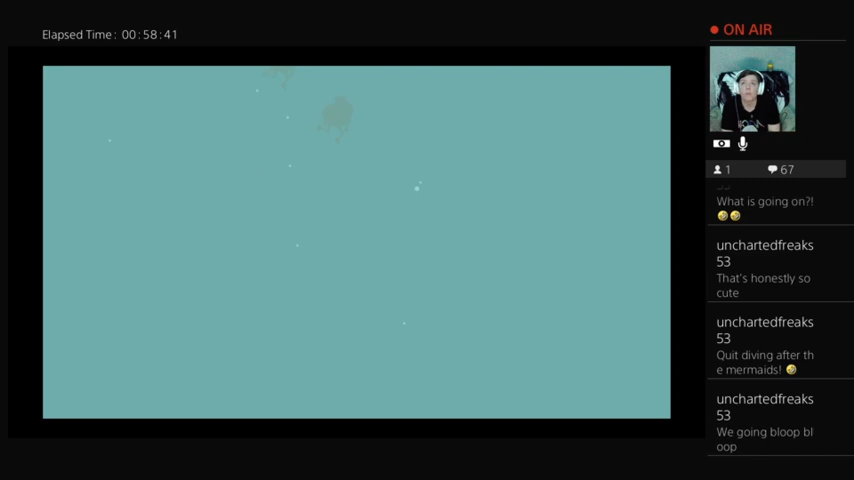 Elapsed Time: 00:58:41
ON AIR
1
67
What is going on?!
🤣🤣
unchartedfreaks
53
That's honestly so
cute
unchartedfreaks
53
Quit diving after th
e mermaids! 🤣
unchartedfreaks
53
We going bloop bl
oop